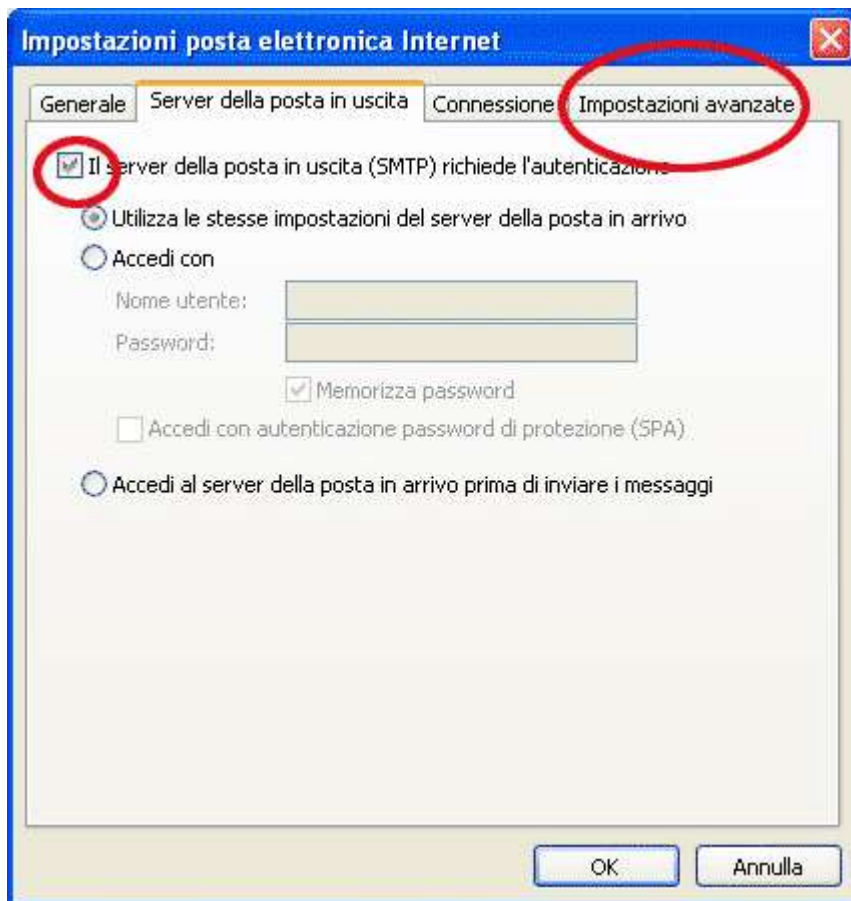 Impostazioni posta elettronica Internet
Generale Server della posta in uscita Connessione Impostazioni avanzate
Il server della posta in uscita (SMTP) richiede l'autenticazione
Utilizza le stesse impostazioni del server della posta in arrivo
Accedi con
Nome utente:
Password:
Memorizza password
Accedi con autenticazione password di protezione (SPA)
Accedi al server della posta in arrivo prima di inviare i messaggi
OK Annulla